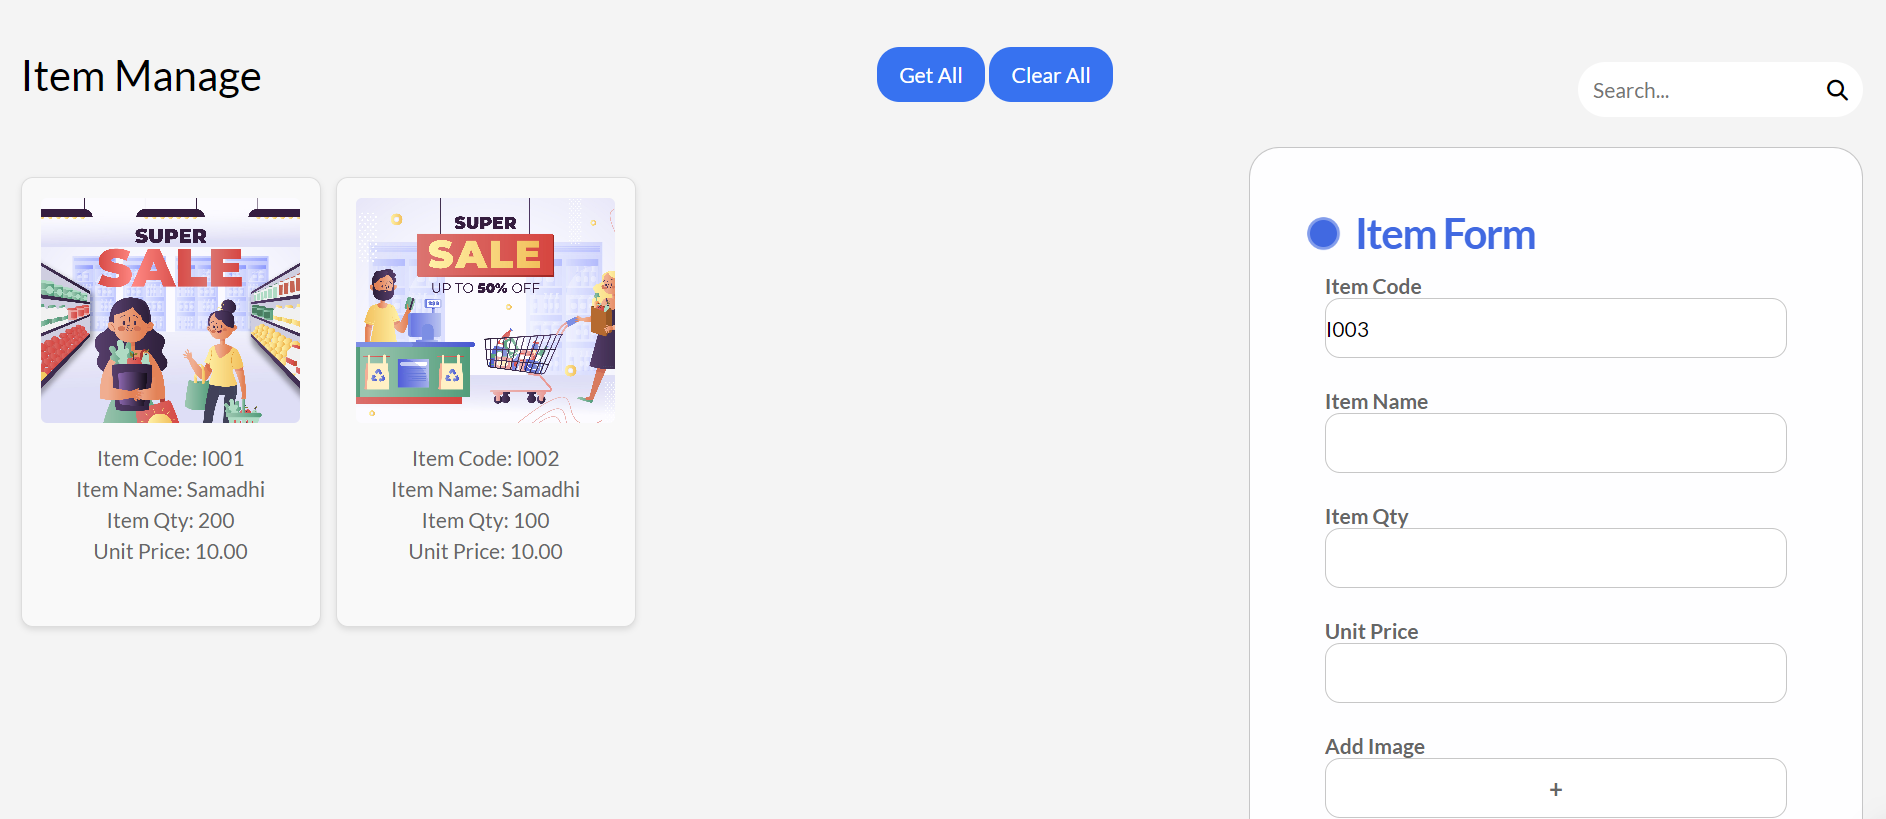 Item Manage
Get All
Clear All
Search...
SUPER
SALE
Item Code: I001
Item Name: Samadhi
Item Qty: 200
Unit Price: 10.00
SUPER
SALE
UP TO 50% OFF
Item Code: I002
Item Name: Samadhi
Item Qty: 100
Unit Price: 10.00
Item Form
Item Code
I003
Item Name
Item Qty
Unit Price
Add Image
+